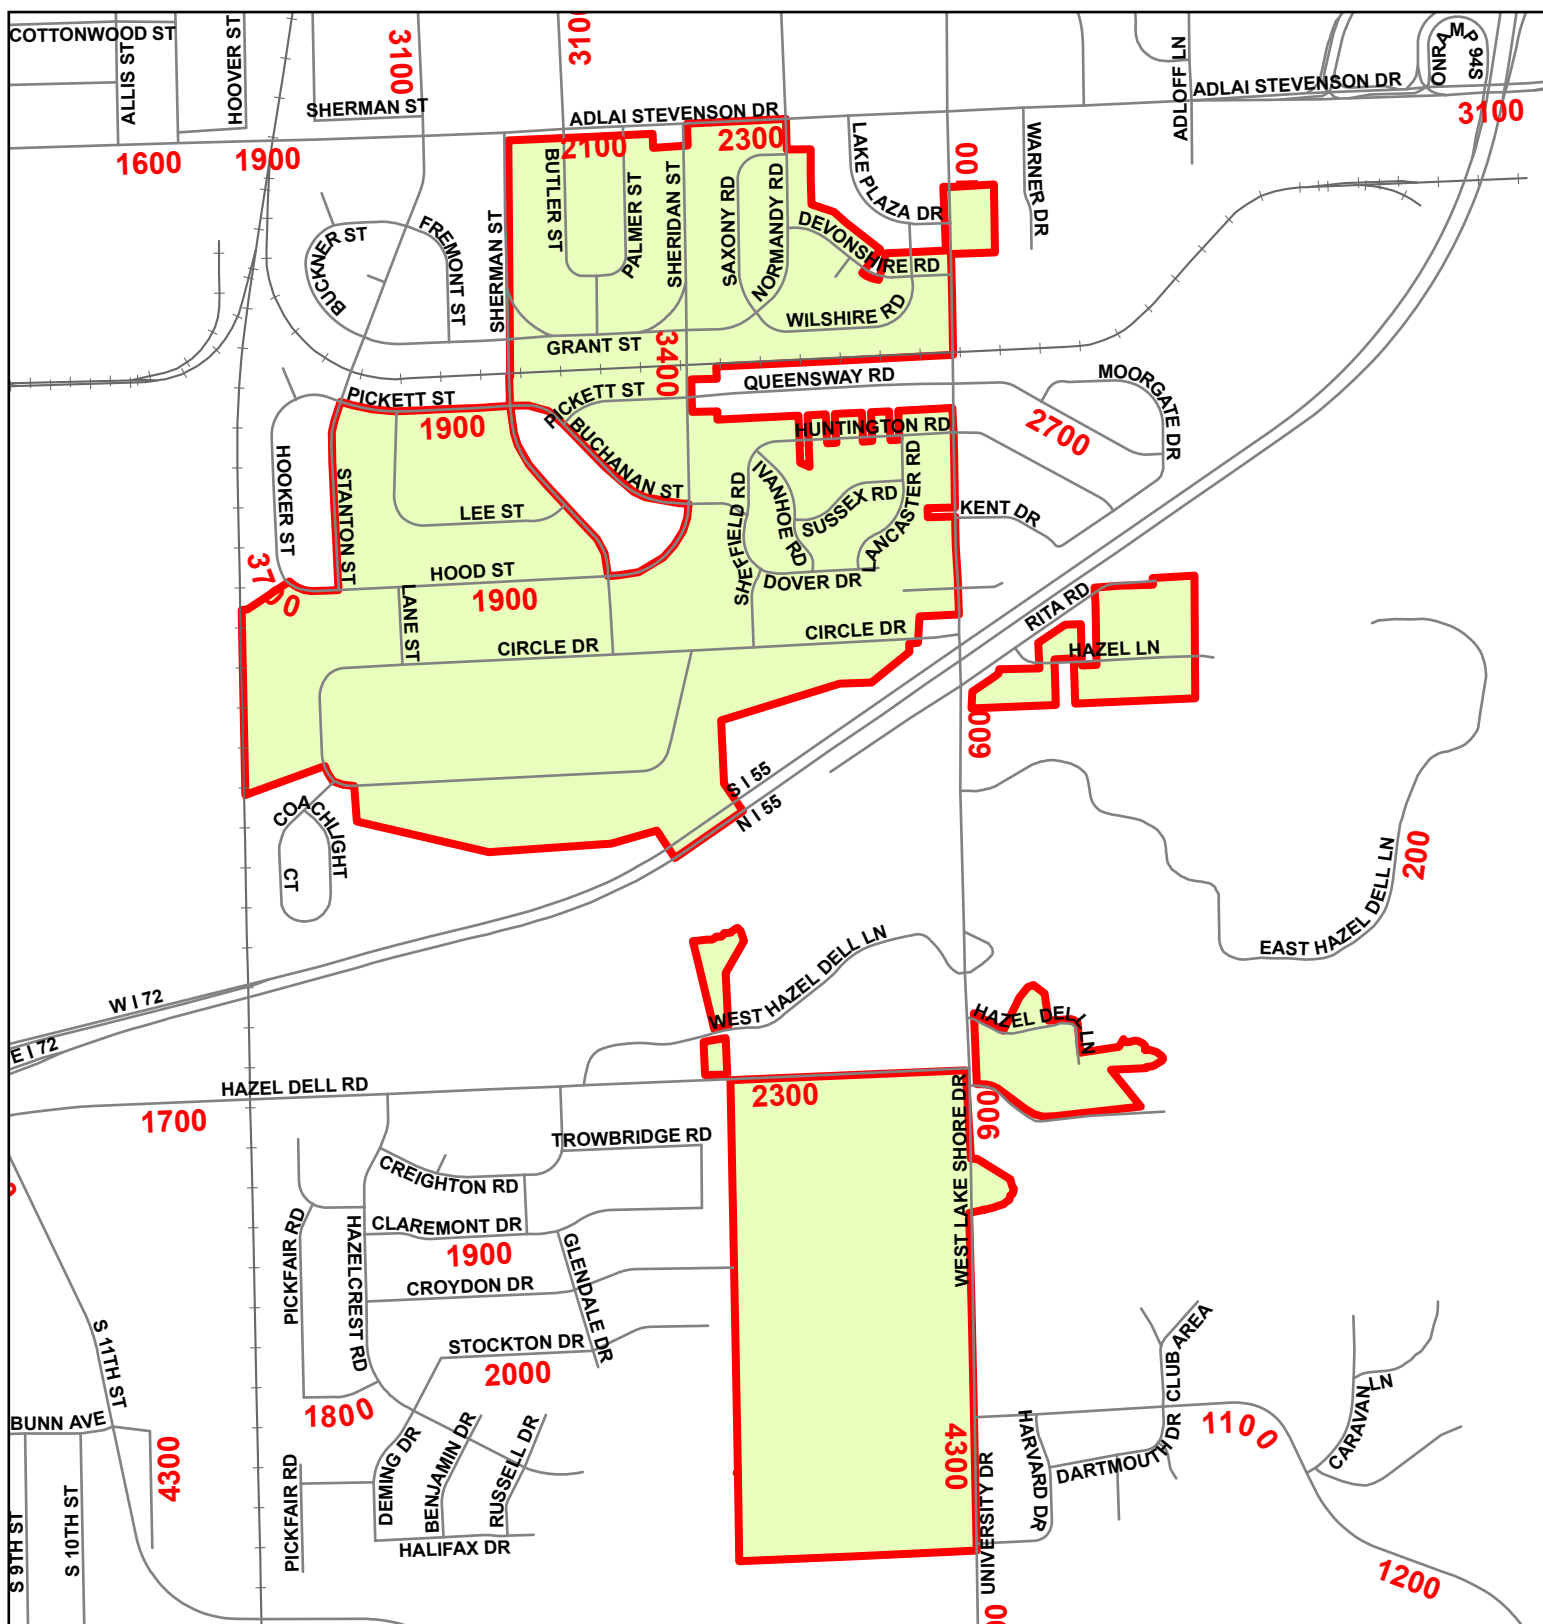 COTTONWOOD ST
ALLIS ST
HOOVER ST
3100
SHERMAN ST
ADLAI STEVENSON DR
ADLOFF LN
ADLAI STEVENSON DR
ONRAMP 94S
3100
1600
1900
2100
2300
BUTLER ST
PALMER ST
SHERIDAN ST
SAXONY RD
NORMANDY RD
LAKE PLAZA DR
WARNER DR
BUCKNER ST
FREMONT ST
SHERMAN ST
DEVONSHIRE RD
WILSHIRE RD
GRANT ST
3400
PICKETT ST
1900
PICKETT ST
QUEENSWAY RD
MOORGATE DR
2700
HUNTINGTON RD
HOOKER ST
STANTON ST
LEE ST
BUCHANAN ST
SHEFFIELD RD
IVANHOE RD
SUSSEX RD
LANCASTER RD
KENT DR
3700
HOOD ST
1900
LANE ST
DOVER DR
CIRCLE DR
CIRCLE DR
RITA RD
HAZEL LN
600
S I 55
N I 55
COACHLIGHT CT
200
EAST HAZEL DELL LN
WEST HAZEL DELL LN
W I 72
E I 72
HAZEL DELL LN
HAZEL DELL RD
1700
2300
900
WEST LAKE SHORE DR
TROWBRIDGE RD
CREIGHTON RD
CLAREMONT DR
1900
PICKFAIR RD
HAZELCREST RD
CROYDON DR
GLENDALE DR
STOCKTON DR
2000
1800
S 11TH ST
BUNN AVE
4300
S 9TH ST
S 10TH ST
PICKFAIR RD
DEMING DR
BENJAMIN DR
RUSSELL DR
HALIFAX DR
4300
UNIVERSITY DR
HARVARD DR
DARTMOUTH DR
CLUB AREA
1100
CARAVAN LN
1200